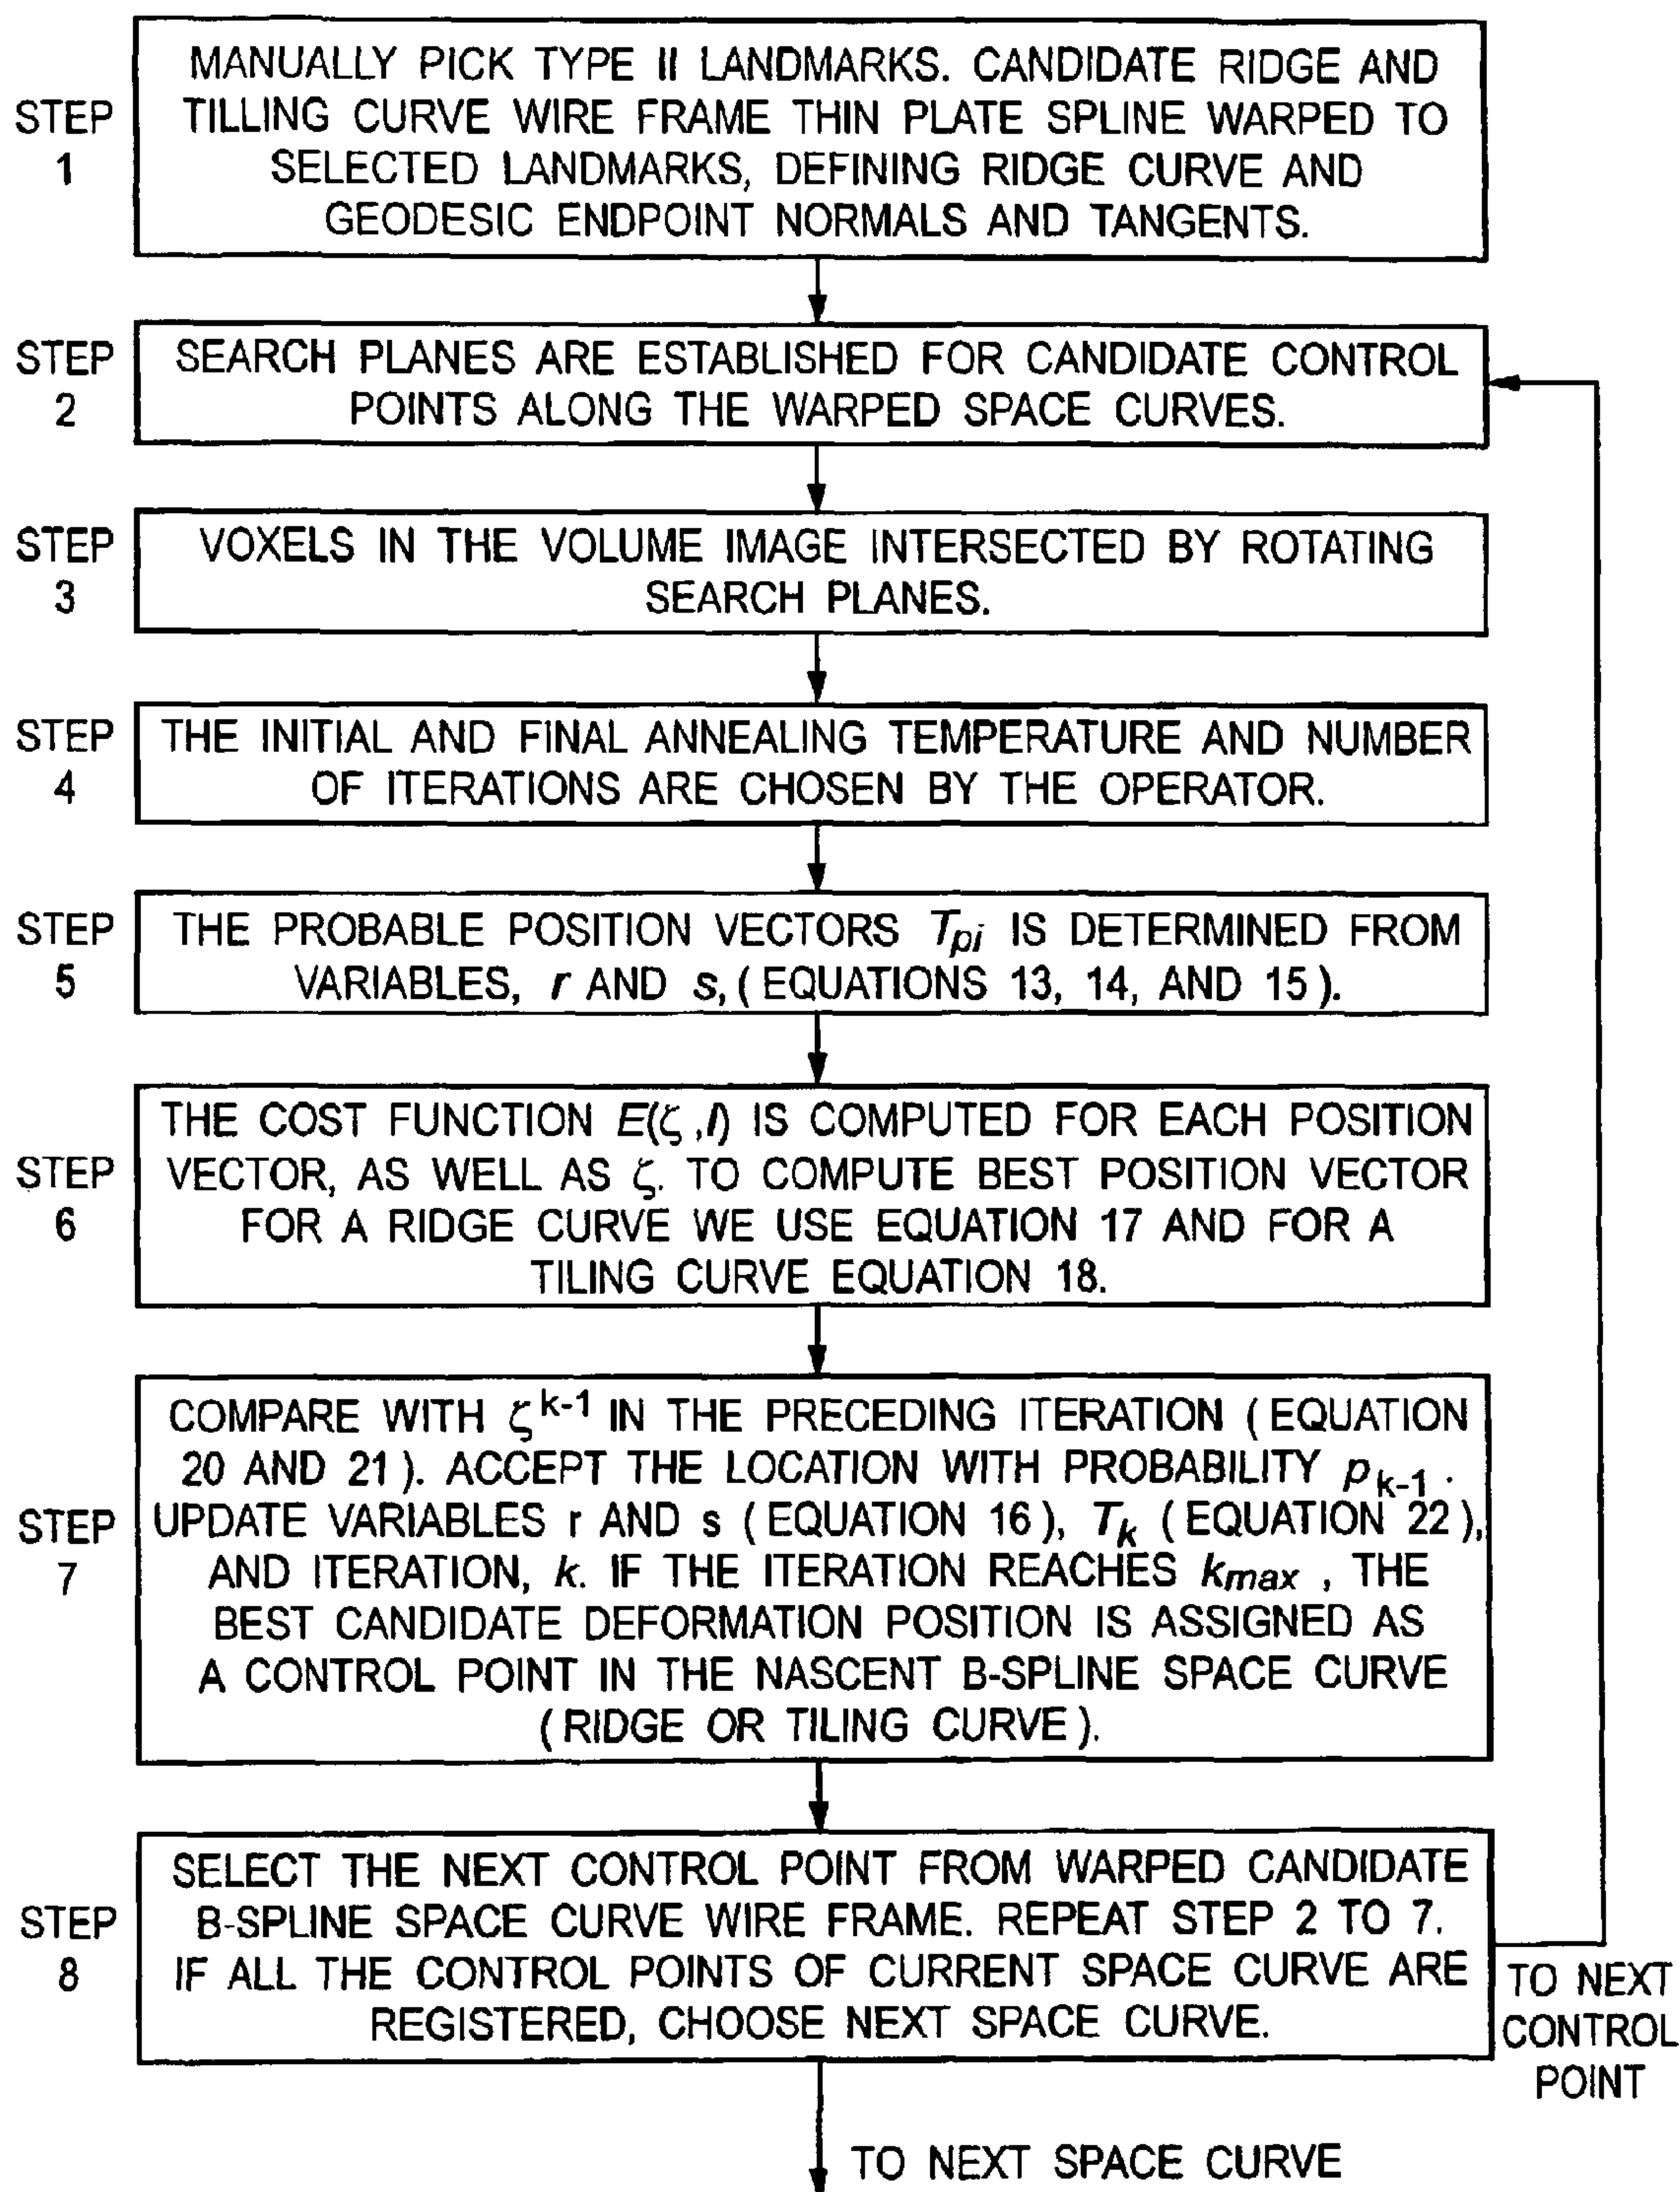 STEP
1
MANUALLY PICK TYPE II LANDMARKS. CANDIDATE RIDGE AND
TILLING CURVE WIRE FRAME THIN PLATE SPLINE WARPED TO
SELECTED LANDMARKS, DEFINING RIDGE CURVE AND
GEODESIC ENDPOINT NORMALS AND TANGENTS.
STEP
2
SEARCH PLANES ARE ESTABLISHED FOR CANDIDATE CONTROL
POINTS ALONG THE WARPED SPACE CURVES.
STEP
3
VOXELS IN THE VOLUME IMAGE INTERSECTED BY ROTATING
SEARCH PLANES.
STEP
4
THE INITIAL AND FINAL ANNEALING TEMPERATURE AND NUMBER
OF ITERATIONS ARE CHOSEN BY THE OPERATOR.
STEP
5
THE PROBABLE POSITION VECTORS T_pi IS DETERMINED FROM
VARIABLES, r AND s, ( EQUATIONS 13, 14, AND 15 ).
STEP
6
THE COST FUNCTION E(ζ ,I) IS COMPUTED FOR EACH POSITION
VECTOR, AS WELL AS ζ. TO COMPUTE BEST POSITION VECTOR
FOR A RIDGE CURVE WE USE EQUATION 17 AND FOR A
TILING CURVE EQUATION 18.
STEP
7
COMPARE WITH ζ^k-1 IN THE PRECEDING ITERATION ( EQUATION
20 AND 21 ). ACCEPT THE LOCATION WITH PROBABILITY p_k-1 .
UPDATE VARIABLES r AND s ( EQUATION 16 ), T_k ( EQUATION 22 ),
AND ITERATION, k. IF THE ITERATION REACHES k_max , THE
BEST CANDIDATE DEFORMATION POSITION IS ASSIGNED AS
A CONTROL POINT IN THE NASCENT B-SPLINE SPACE CURVE
( RIDGE OR TILING CURVE ).
STEP
8
SELECT THE NEXT CONTROL POINT FROM WARPED CANDIDATE
B-SPLINE SPACE CURVE WIRE FRAME. REPEAT STEP 2 TO 7.
IF ALL THE CONTROL POINTS OF CURRENT SPACE CURVE ARE
REGISTERED, CHOOSE NEXT SPACE CURVE.
TO NEXT
CONTROL
POINT
TO NEXT SPACE CURVE